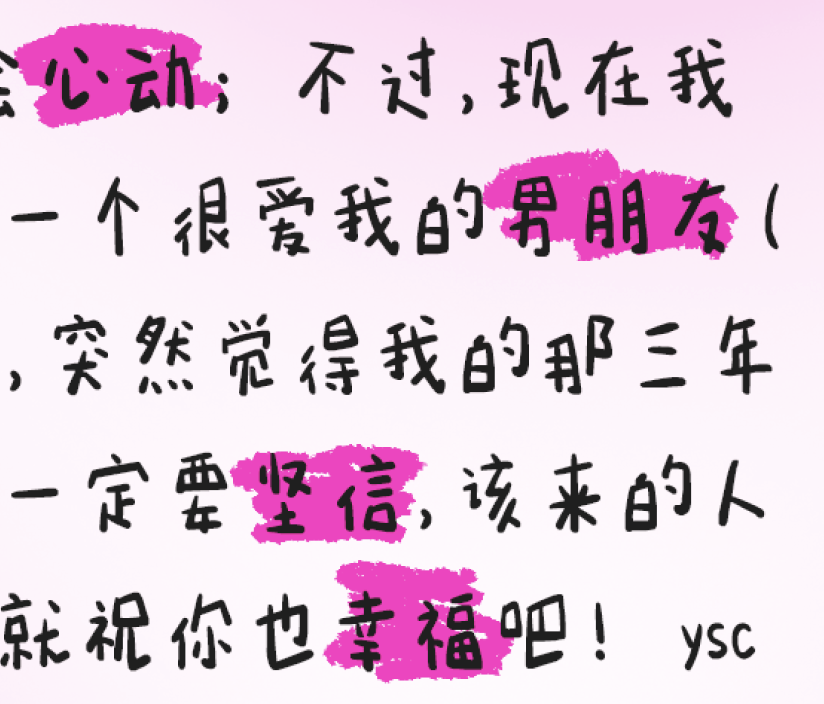 会心动；不过，现在我
一个很爱我的男朋友（
，突然觉得我的那三年
一定要坚信，该来的人
就祝你也幸福吧！ ysc